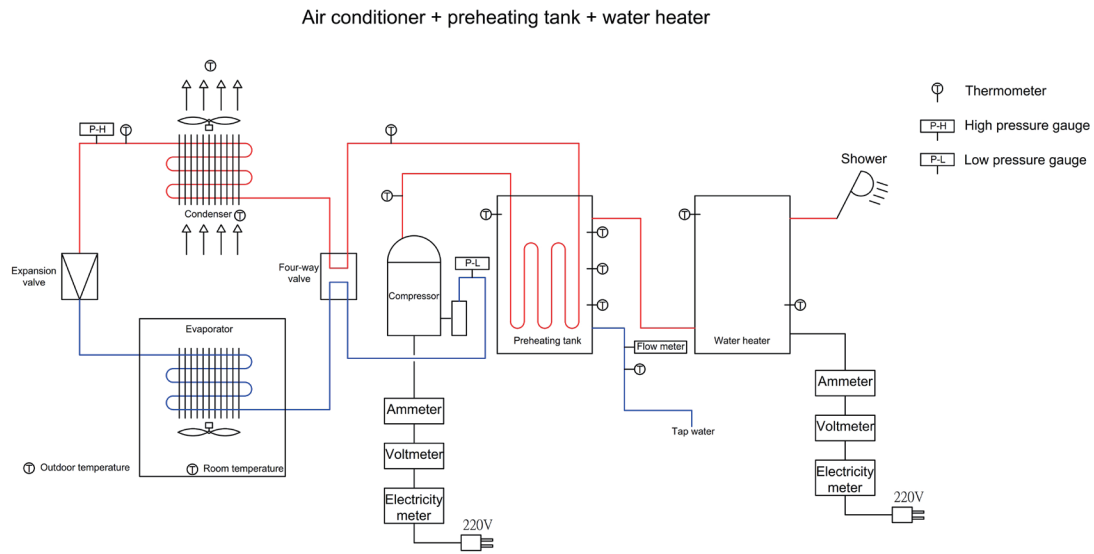 Air conditioner + preheating tank + water heater
T
T
P-H
T
T
T
Thermometer
P-H
High pressure gauge
P-L
Low pressure gauge
Shower
T
T
T
Condenser
T
T
Expansion
valve
Four-way
valve
P-L
T
Compressor
T
T
Evaporator
Preheating tank
Flow meter
Water heater
T
Ammeter
Ammeter
Tap water
Voltmeter
Voltmeter
T
Outdoor temperature
T
Room temperature
Electricity
meter
220V
Electricity
meter
220V